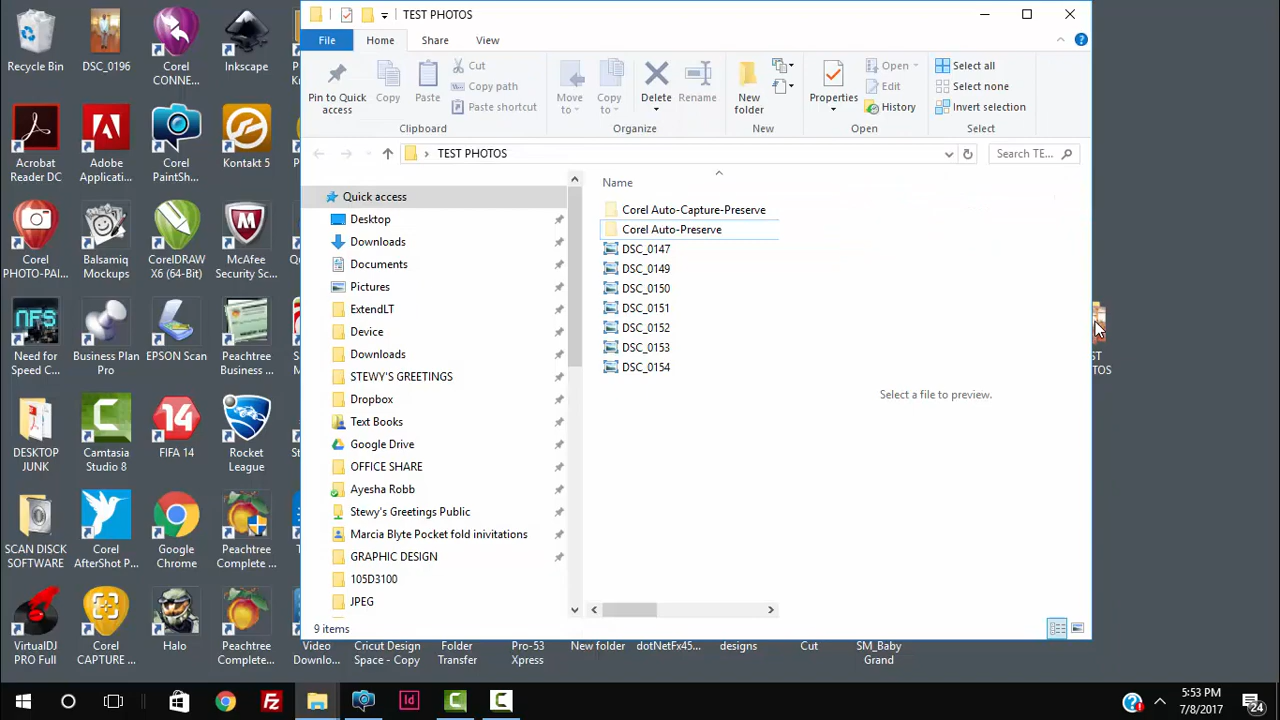 TEST PHOTOS
File
Home
Share
View
Pin to Quick access
Copy
Paste
Cut
Copy path
Paste shortcut
Clipboard
Move to
Copy to
Delete
Rename
Organize
New folder
New
Properties
Open
Edit
History
Open
Select all
Select none
Invert selection
Select
TEST PHOTOS
Search TE...
Quick access
Desktop
Downloads
Documents
Pictures
ExtendLT
Device
Downloads
STEWY'S GREETINGS
Dropbox
Text Books
Google Drive
OFFICE SHARE
Ayesha Robb
Stewy's Greetings Public
Marcia Blyte Pocket fold inivitations
GRAPHIC DESIGN
105D3100
JPEG
Name
Corel Auto-Capture-Preserve
Corel Auto-Preserve
DSC_0147
DSC_0149
DSC_0150
DSC_0151
DSC_0152
DSC_0153
DSC_0154
Select a file to preview.
9 items
Recycle Bin
DSC_0196
Corel CONNE...
Inkscape
Acrobat Reader DC
Adobe Applicati...
Corel PaintSh...
Kontakt 5
Corel PHOTO-PAI...
Balsamiq Mockups
CorelDRAW X6 (64-Bit)
McAfee Security Sc...
NFS
Need for Speed C...
Business Plan Pro
EPSON Scan
Peachtree Business ...
DESKTOP JUNK
Camtasia Studio 8
14
FIFA 14
Rocket League
SCAN DISCK SOFTWARE
Corel AfterShot P...
Google Chrome
Peachtree Complete ...
VirtualDJ PRO Full
Corel CAPTURE ...
Halo
Peachtree Complete...
Video Downlo...
Cricut Design Space - Copy
Folder Transfer
Pro-53 Xpress
New folder
dotNetFx45...
designs
Cut
SM_Baby Grand
Fz
Id
5:53 PM
7/8/2017
24